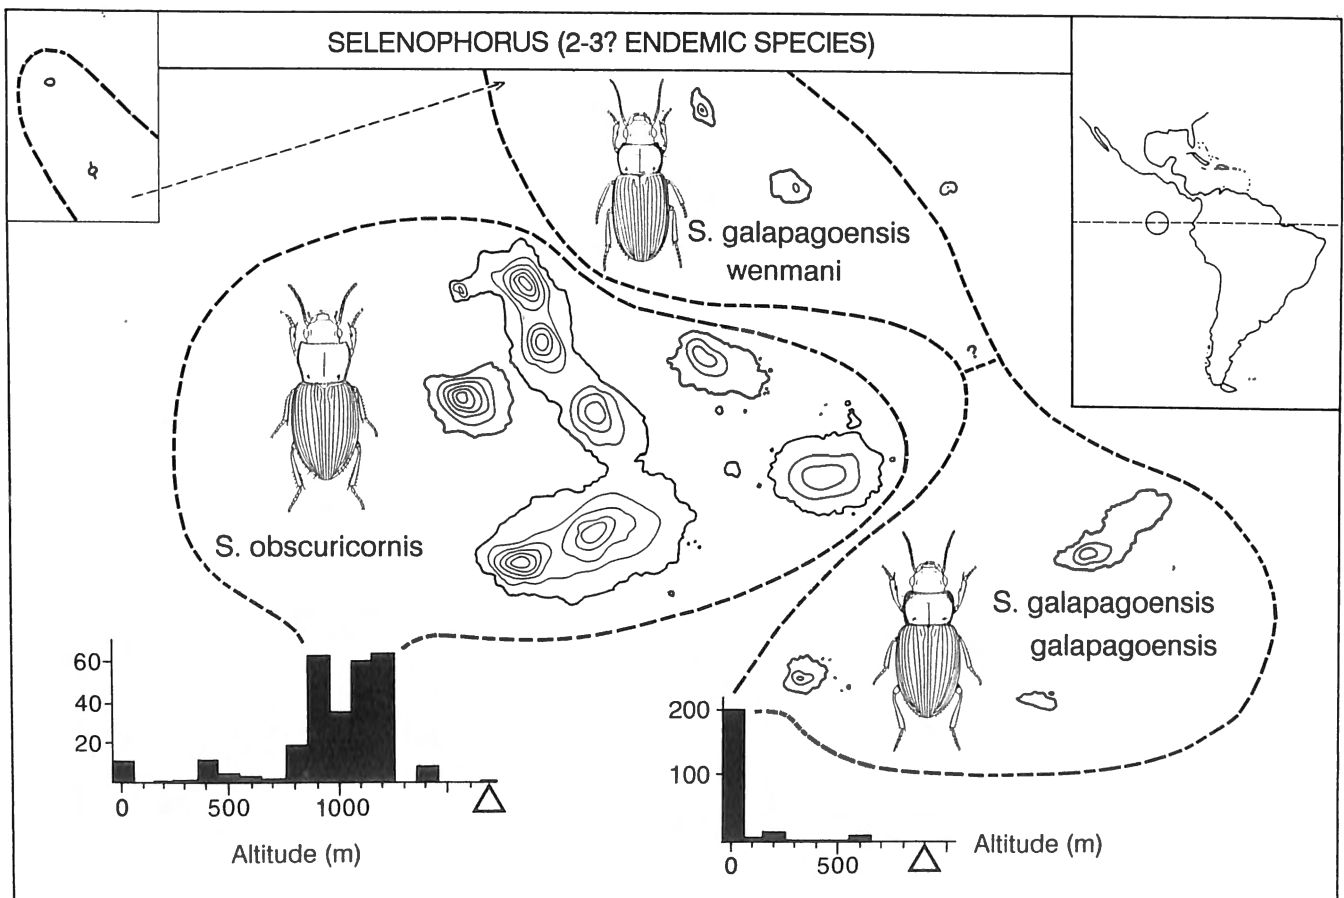 SELENOPHORUS (2-3? ENDEMIC SPECIES)
S. galapagoensis
wenmani
?
S. obscuricornis
S. galapagoensis
galapagoensis
60
40
20
0
500
1000
Altitude (m)
200
100
0
500
Altitude (m)